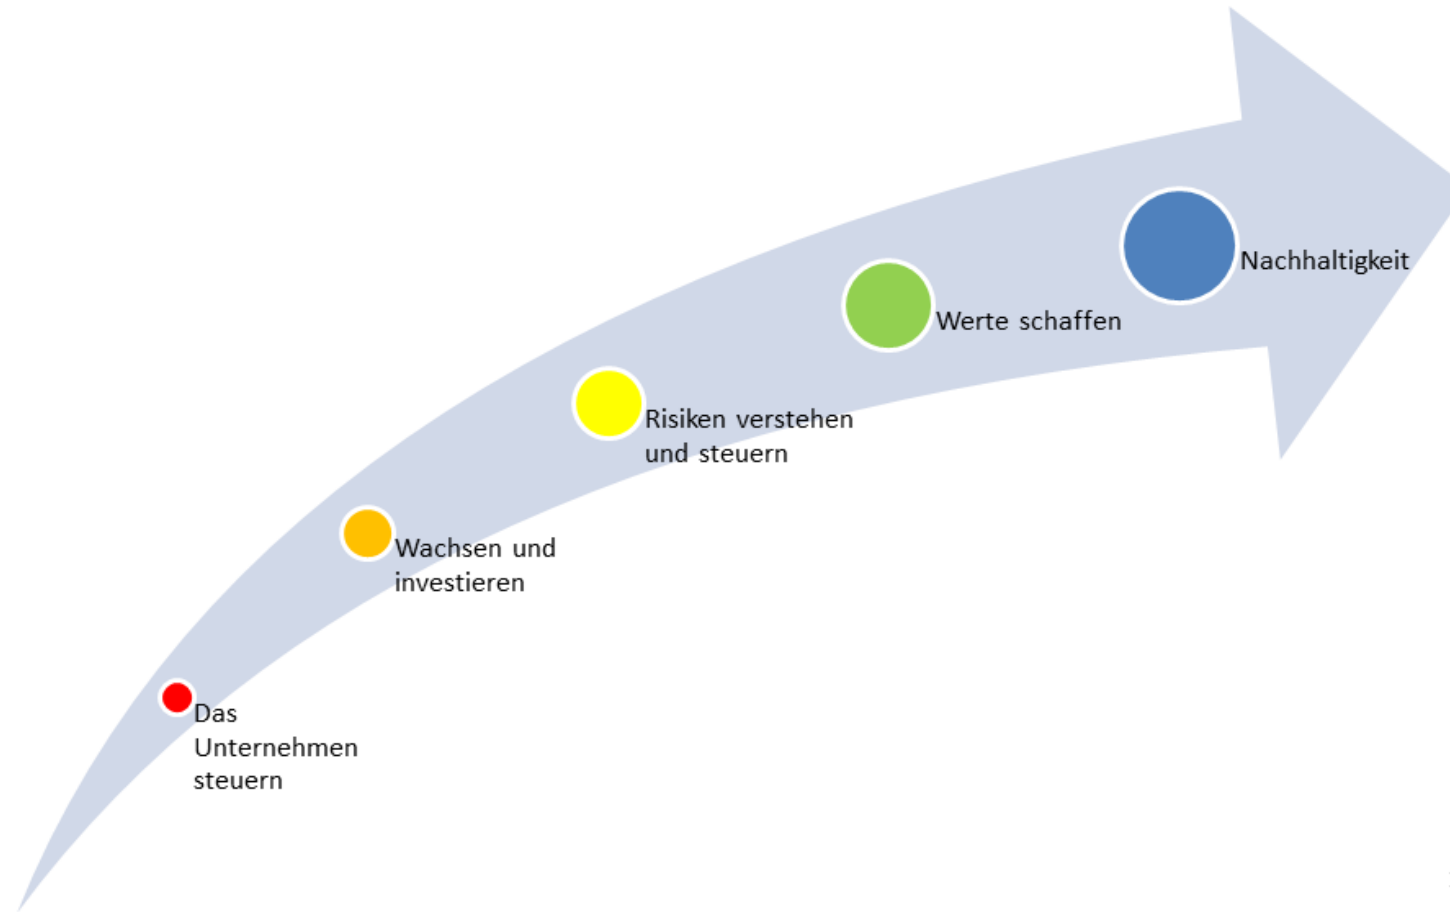 Nachhaltigkeit
Werte schaffen
Risiken verstehen
und steuern
Wachsen und
investieren
Das
Unternehmen
steuern